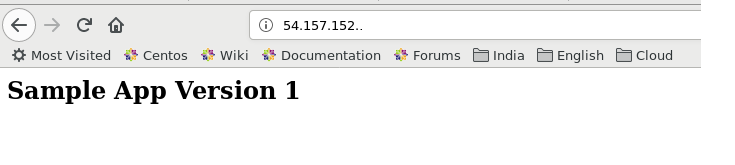 54.157.152..
Most Visited Centos Wiki Documentation Forums India English Cloud
Sample App Version 1